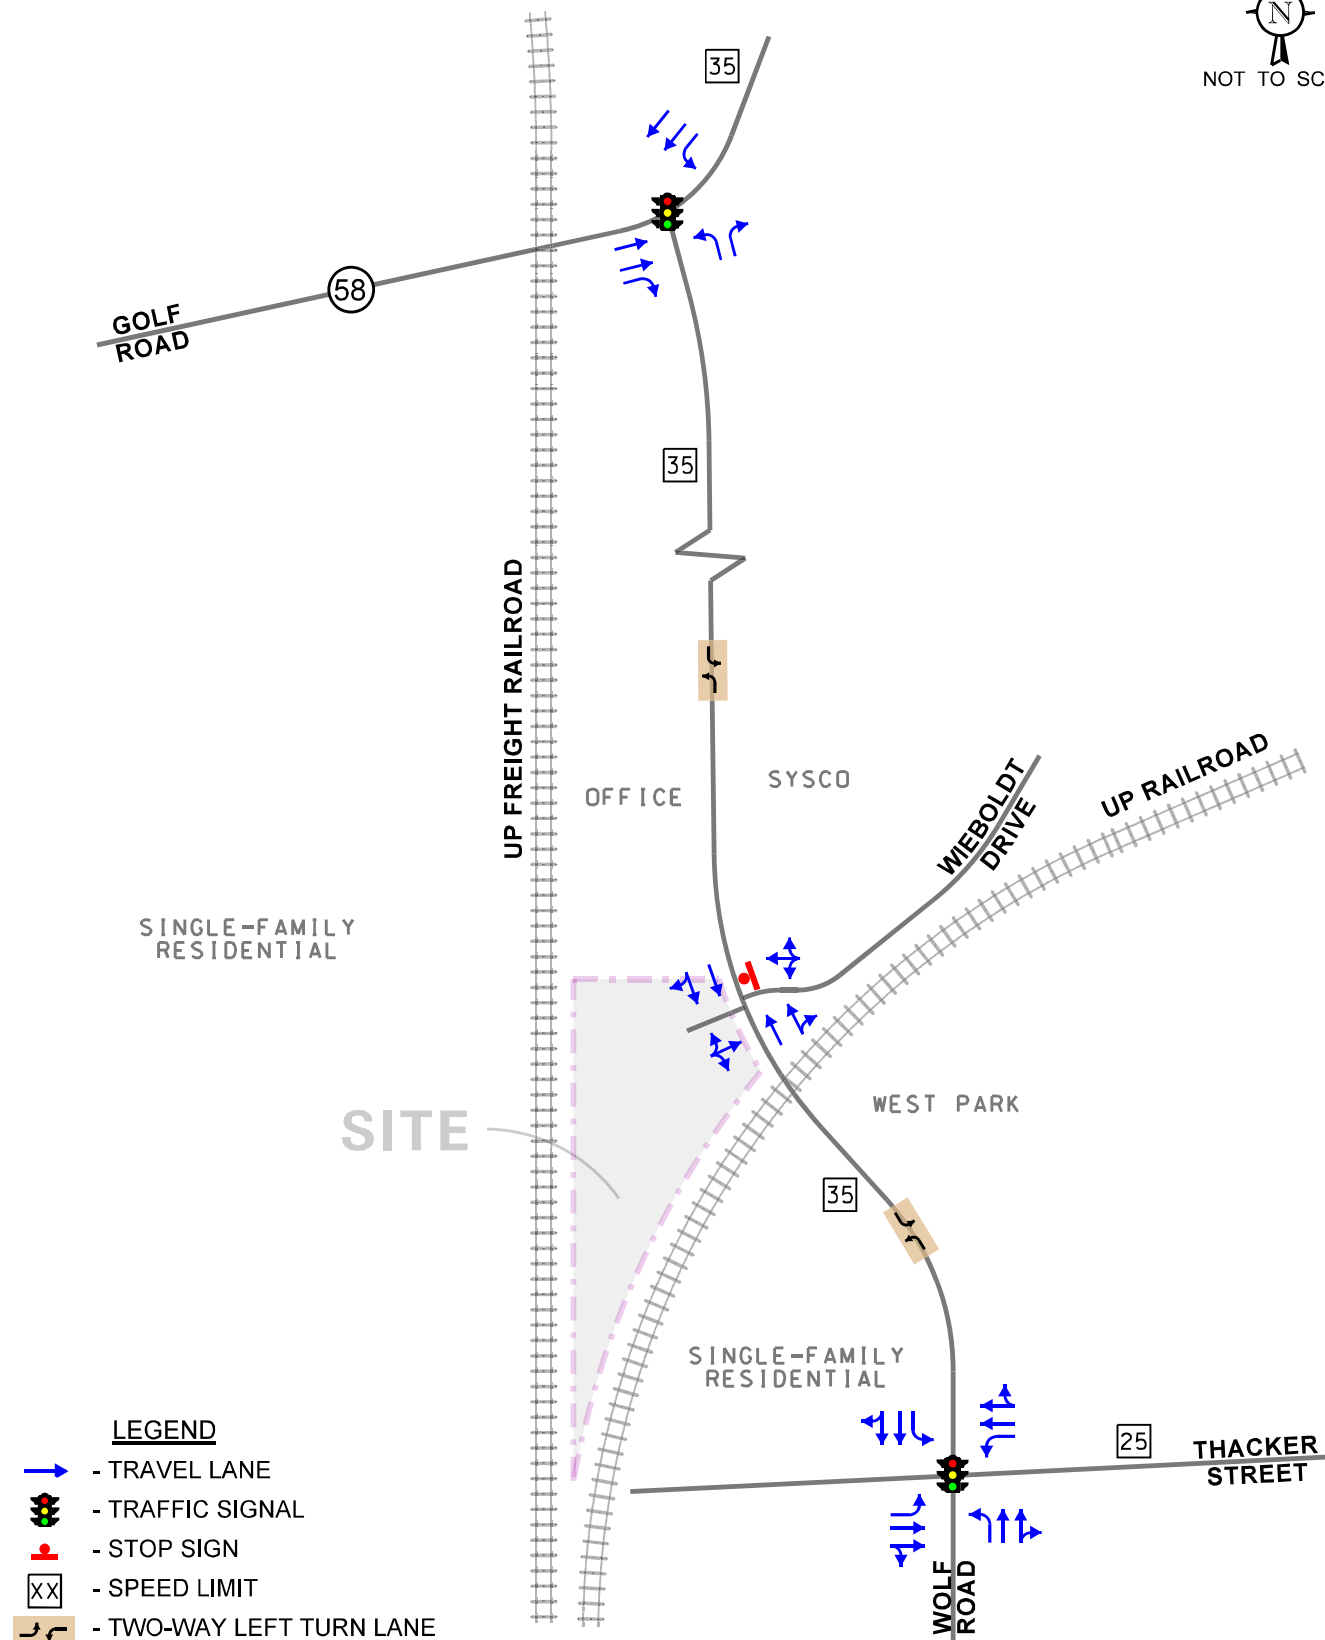 N
NOT TO SC
35
58
GOLF
ROAD
35
UP FREIGHT RAILROAD
OFFICE
SYSCO
WIEBOLDT
DRIVE
UP RAILROAD
SINGLE-FAMILY
RESIDENTIAL
SITE
WEST PARK
35
SINGLE-FAMILY
RESIDENTIAL
25
THACKER
STREET
WOLF
ROAD
LEGEND
- TRAVEL LANE
- TRAFFIC SIGNAL
- STOP SIGN
XX - SPEED LIMIT
- TWO-WAY LEFT TURN LANE